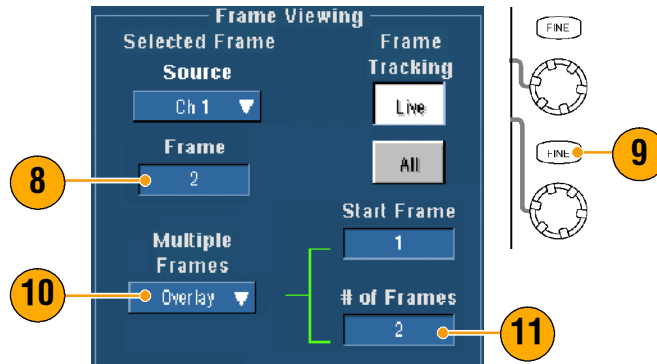 Frame Viewing
Selected Frame
Source
Ch 1
Frame
2
Multiple
Frames
Overlay
Frame
Tracking
Live
All
Start Frame
1
# of Frames
2
FINE
FINE
8
9
10
11